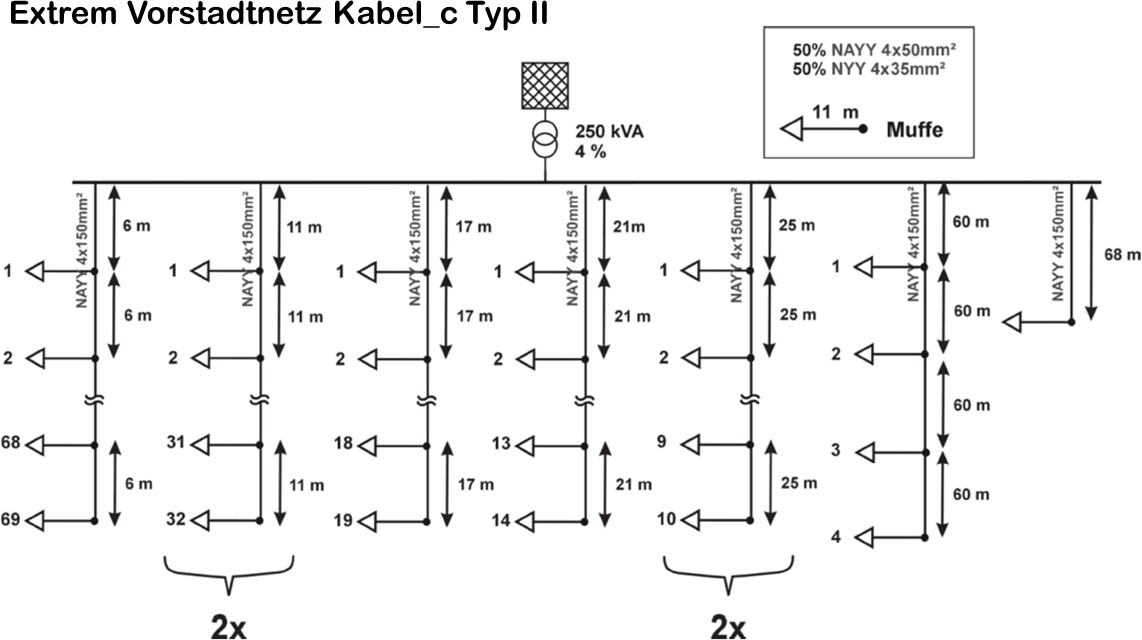 Extrem Vorstadtnetz Kabel_c Typ II
50% NAYY 4x50mm²
50% NYY 4x35mm²
11 m
Muffe
250 kVA
4 %
NAYY 4x150mm²
6 m
1
6 m
2
68
6 m
69
NAYY 4x150mm²
11 m
1
11 m
2
31
11 m
32
2x
NAYY 4x150mm²
17 m
1
17 m
2
18
17 m
19
NAYY 4x150mm²
21m
1
21 m
2
13
21 m
14
NAYY 4x150mm²
25 m
1
25 m
2
9
25 m
10
2x
NAYY 4x150mm²
60 m
1
60 m
2
60 m
3
60 m
4
NAYY 4x150mm²
68 m